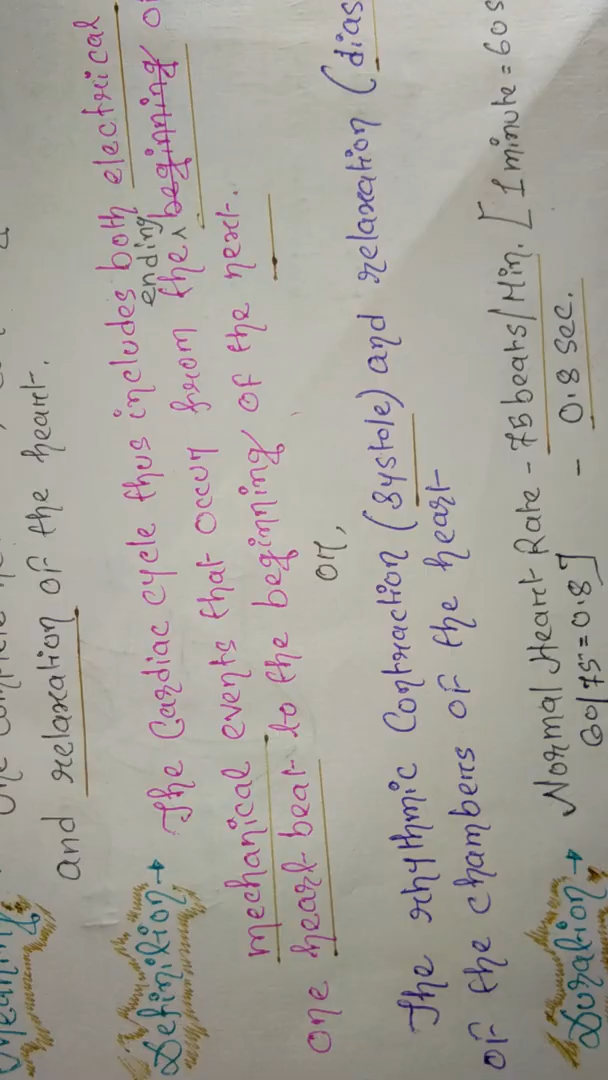 and relaxation of the heart.
Definition → The Cardiac cycle thus includes both electrical
mechanical events that occur from the ending beginning
one heart beat to the beginning of the next.
or,
The rhythmic Contraction (systole) and relaxation (dias
of the chambers of the heart
Duration → Normal Heart Rate - 75 beats/Min. [1 minute = 60 s
60/75 = 0.8] - 0.8 sec.